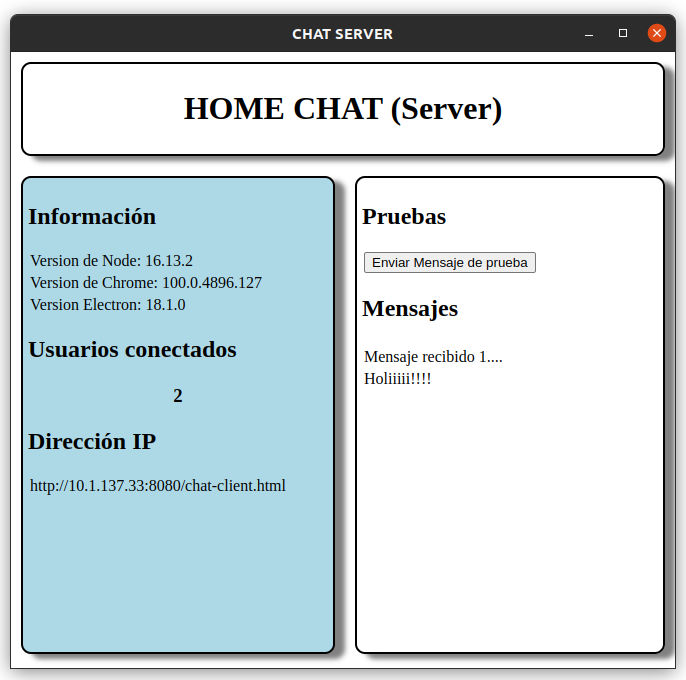 CHAT SERVER
HOME CHAT (Server)
Información
Version de Node: 16.13.2
Version de Chrome: 100.0.4896.127
Version Electron: 18.1.0
Usuarios conectados
2
Dirección IP
http://10.1.137.33:8080/chat-client.html
Pruebas
Enviar Mensaje de prueba
Mensajes
Mensaje recibido 1....
Holiiiii!!!!